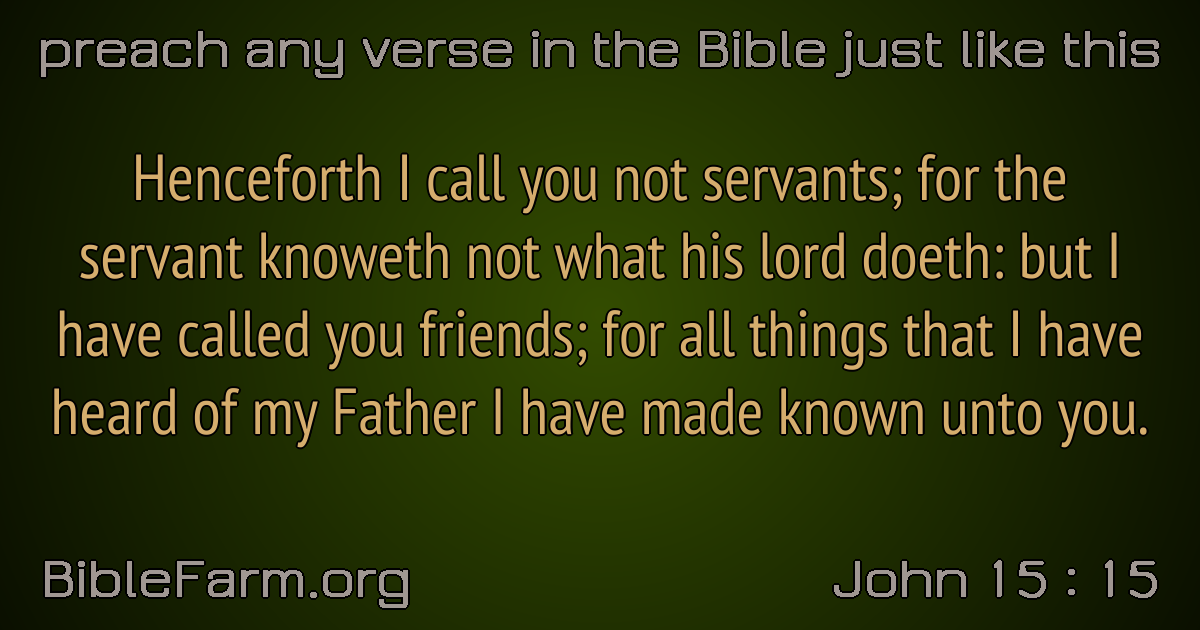 preach any verse in the Bible just like this
Henceforth I call you not servants; for the
servant knoweth not what his lord doeth: but I
have called you friends; for all things that I have
heard of my Father I have made known unto you.
BibleFarm.org
John 15 : 15